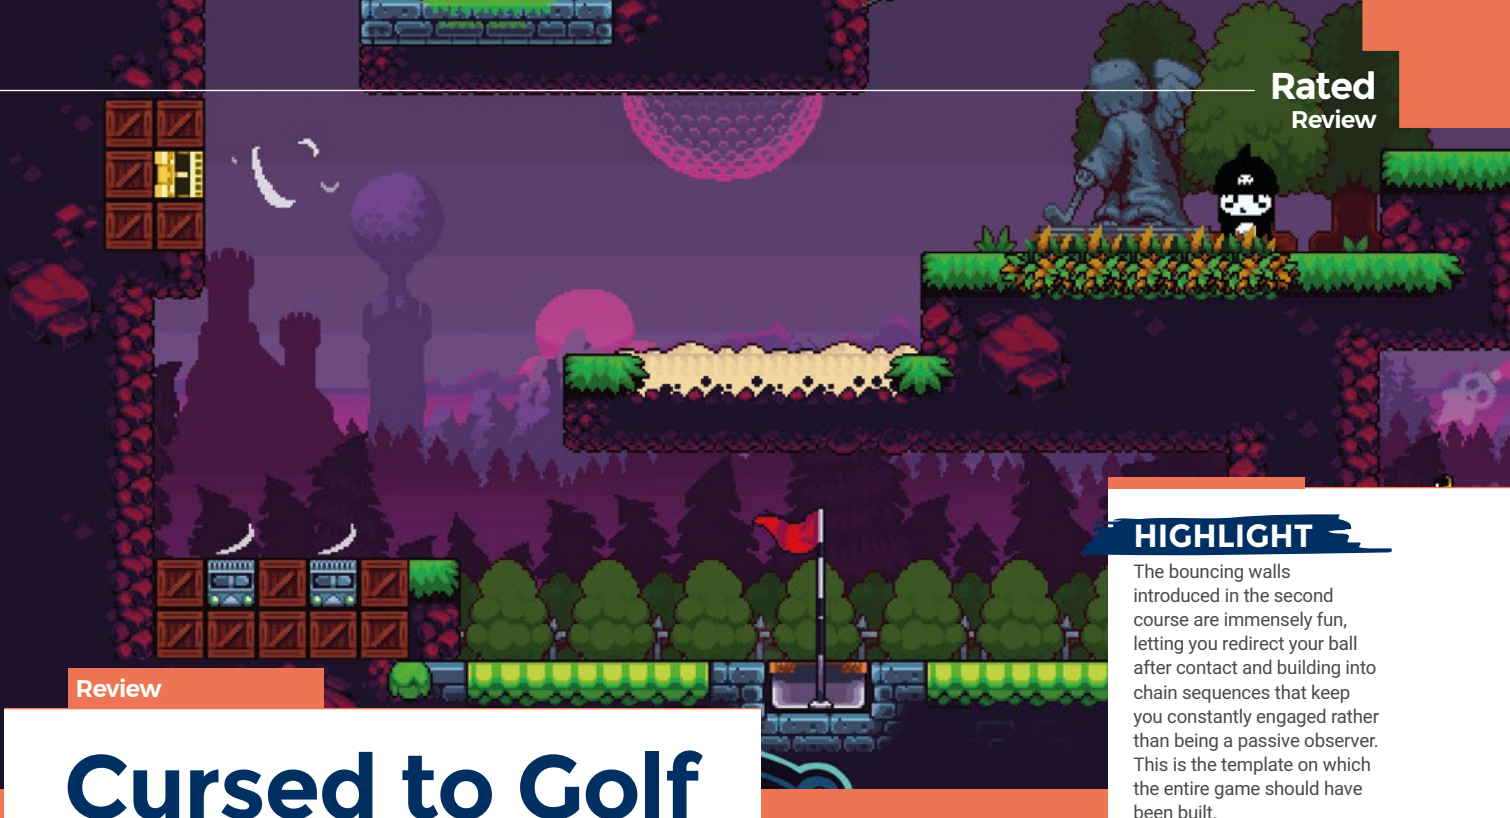 Rated
Review
HIGHLIGHT
The bouncing walls
introduced in the second
course are immensely fun,
letting you redirect your ball
after contact and building into
chain sequences that keep
you constantly engaged rather
than being a passive observer.
This is the template on which
the entire game should have
been built.
Review
Cursed to Golf